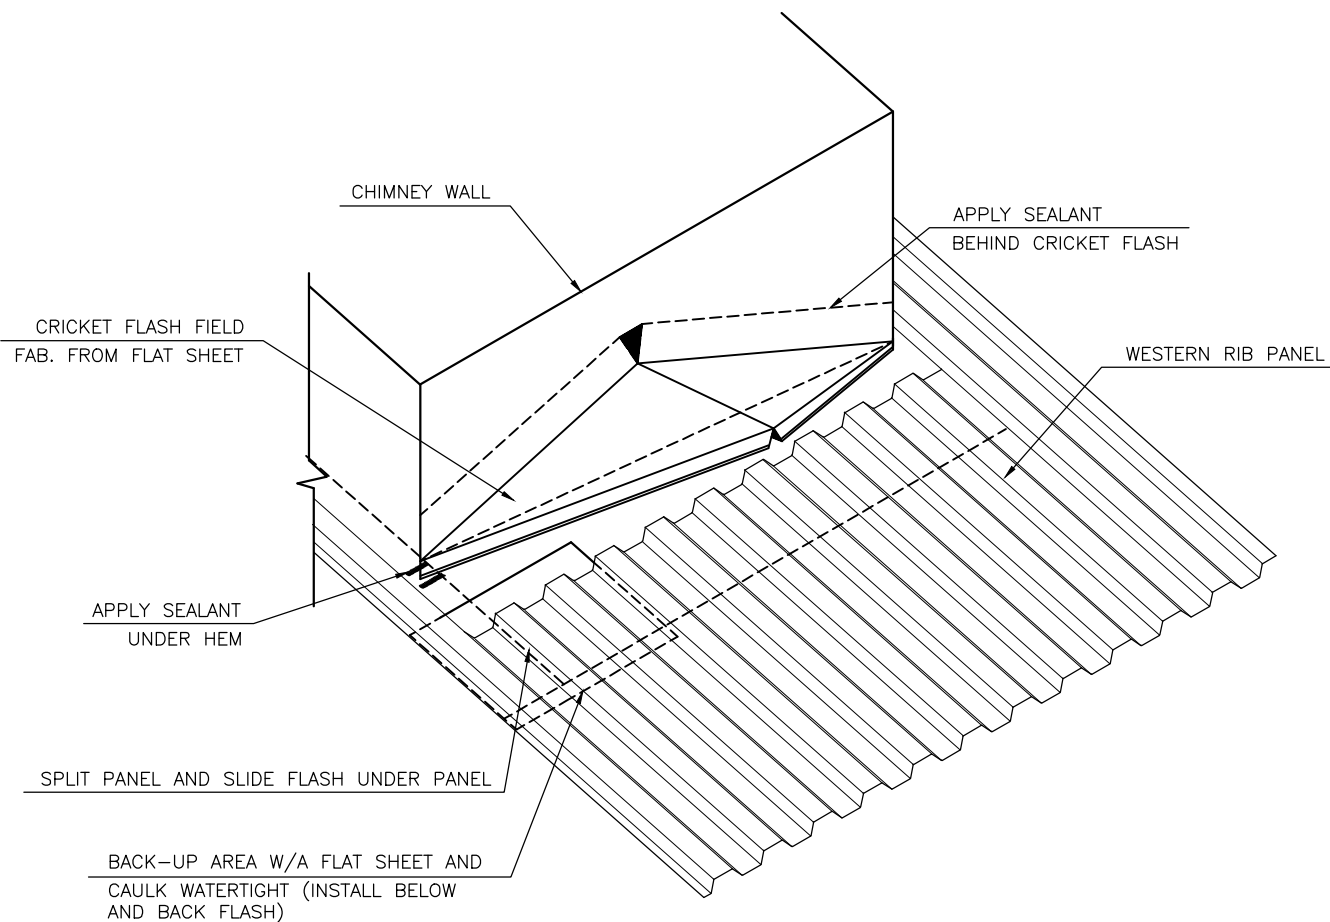 CHIMNEY WALL
APPLY SEALANT
BEHIND CRICKET FLASH
CRICKET FLASH FIELD
FAB. FROM FLAT SHEET
WESTERN RIB PANEL
APPLY SEALANT
UNDER HEM
SPLIT PANEL AND SLIDE FLASH UNDER PANEL
BACK-UP AREA W/A FLAT SHEET AND
CAULK WATERTIGHT (INSTALL BELOW
AND BACK FLASH)